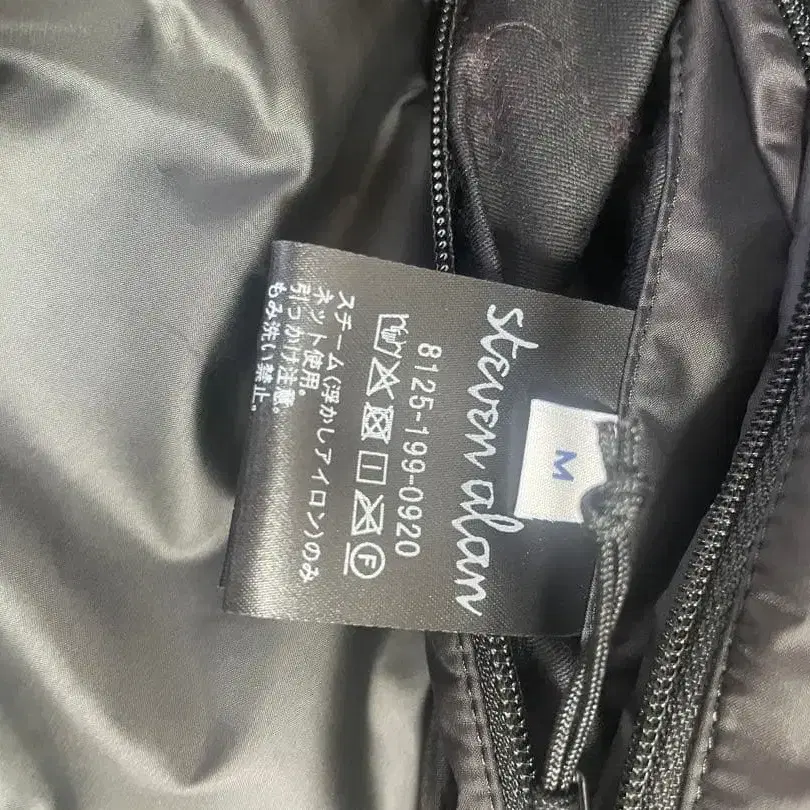 steven alan
M
8125-199-0920
F
スチーム(浮かしアイロン)のみ
ネット使用。
引っかけ注意。
もみ洗い禁止。